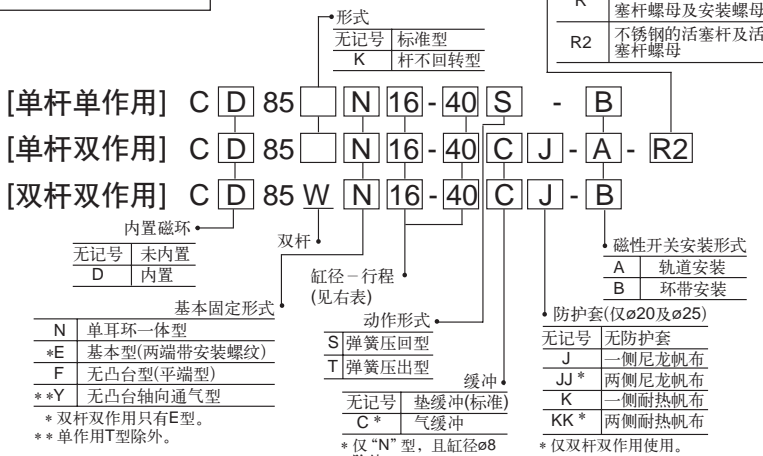 形式
无记号 标准型
K 杆不回转型
塞杆螺母及安装螺母
R2 不锈钢的活塞杆及活
塞杆螺母
[单杆单作用] C D 85 N 16 - 40 S - B
[单杆双作用] C D 85 N 16 - 40 C J - A - R2
[双杆双作用] C D 85 W N 16 - 40 C J - B
内置磁环
无记号 未内置
D 内置
双杆
缸径－行程
(见右表)
磁性开关安装形式
A 轨道安装
B 环带安装
基本固定形式
N 单耳环一体型
*E 基本型(两端带安装螺纹)
F 无凸台型(平端型)
**Y 无凸台轴向通气型
* 双杆双作用只有E型。
** 单作用T型除外。
动作形式
S 弹簧压回型
T 弹簧压出型
缓冲
无记号 垫缓冲(标准)
C * 气缓冲
* 仅 “N” 型，且缸径ø8
防护套(仅ø20及ø25)
无记号 无防护套
J 一侧尼龙帆布
JJ * 两侧尼龙帆布
K 一侧耐热帆布
KK * 两侧耐热帆布
* 仅双杆双作用使用。